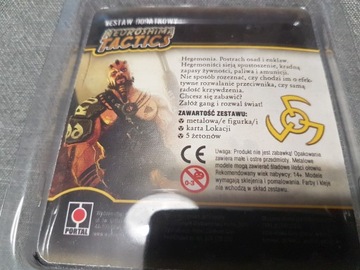 ZESTAW DODATKOWY
NEUROSHIMA
TACTICS
Hegemonia. Postrach osad i enklaw.
Hegemoniści sieją spustoszenie, kradną
zapasy żywności, paliwa i amunicji.
Nie sposób rozeznać, czy chodzi im o efek-
tywne rozwalanie przeciwnika, czy samą
radość krzywdzenia.
Chcesz się zabawić?
Załóż gang i rozwal świat!
ZAWARTOŚĆ ZESTAWU:
metalowa/e figurka/i
karta Lokacji
5 żetonów
CE
0-3
Uwaga: Produkt nie jest zabawką! Opakowanie
zawiera małe i ostre przedmioty. Metalowe
modele mogą zawierać śladowe ilości ołowiu.
Rekomendowany wiek nabywcy: 14+. Modele
wymagają sklejenia i pomalowania. Farby i kleje
nie wchodzą w skład zestawu.
PORTAL